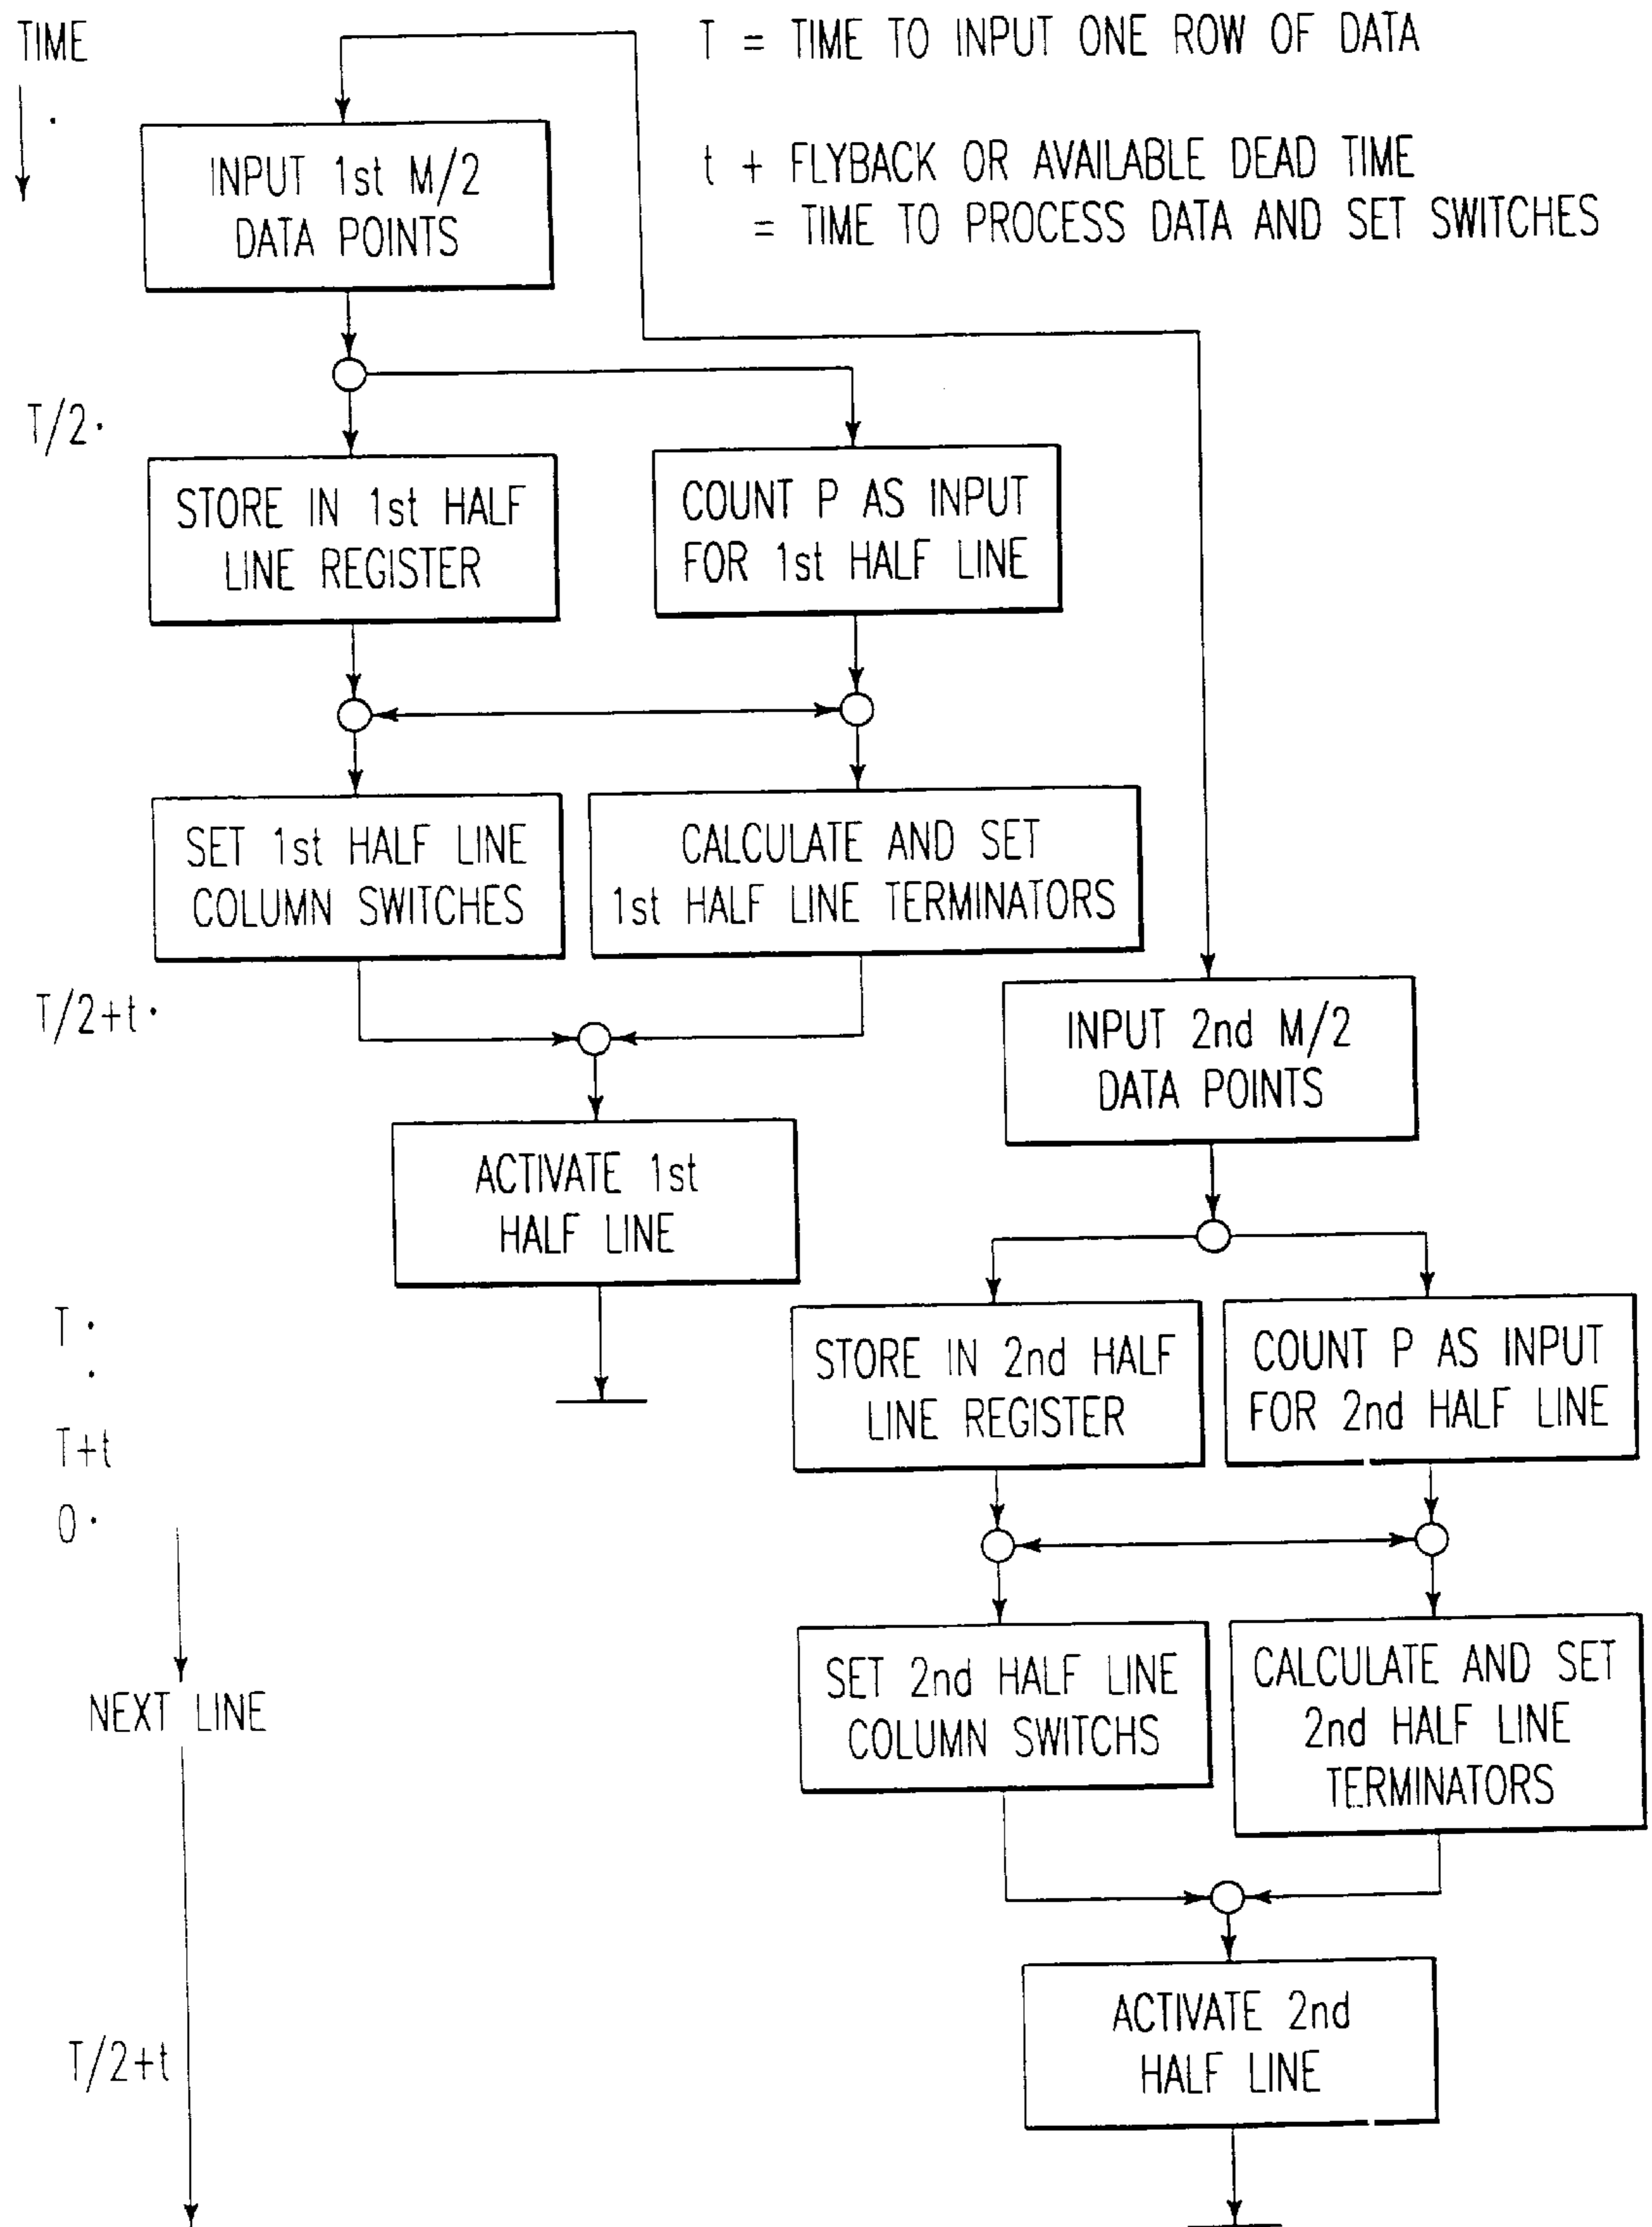 TIME
T = TIME TO INPUT ONE ROW OF DATA
t + FLYBACK OR AVAILABLE DEAD TIME
= TIME TO PROCESS DATA AND SET SWITCHES
INPUT 1st M/2
DATA POINTS
T/2
STORE IN 1st HALF
LINE REGISTER
COUNT P AS INPUT
FOR 1st HALF LINE
SET 1st HALF LINE
COLUMN SWITCHES
CALCULATE AND SET
1st HALF LINE TERMINATORS
T/2+t
INPUT 2nd M/2
DATA POINTS
ACTIVATE 1st
HALF LINE
T
STORE IN 2nd HALF
LINE REGISTER
COUNT P AS INPUT
FOR 2nd HALF LINE
T+t
0
NEXT LINE
SET 2nd HALF LINE
COLUMN SWITCHS
CALCULATE AND SET
2nd HALF LINE
TERMINATORS
T/2+t
ACTIVATE 2nd
HALF LINE